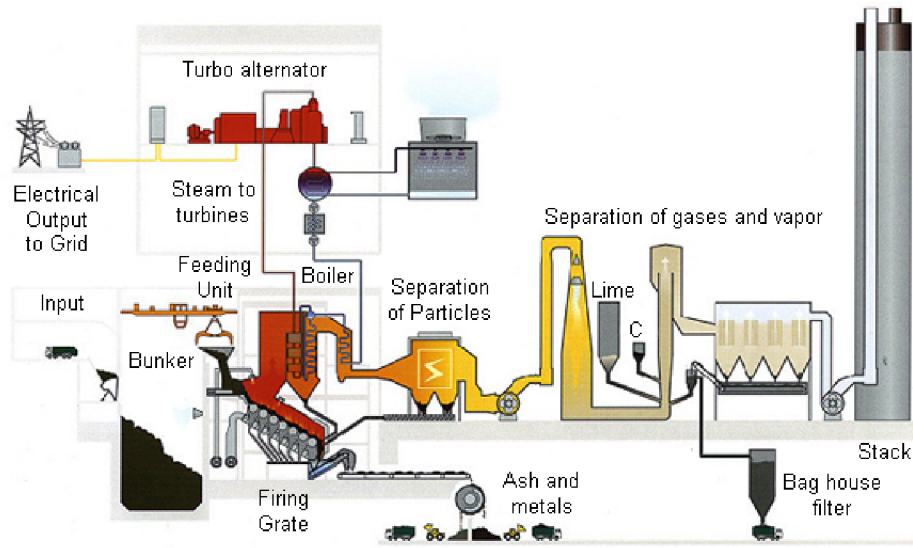 Turbo alternator
Electrical
Output
to Grid
Steam to
turbines
Separation of gases and vapor
Feeding
Unit
Boiler
Input
Separation
of Particles
Lime
C
Bunker
Stack
Firing
Grate
Ash and
metals
Bag house
filter